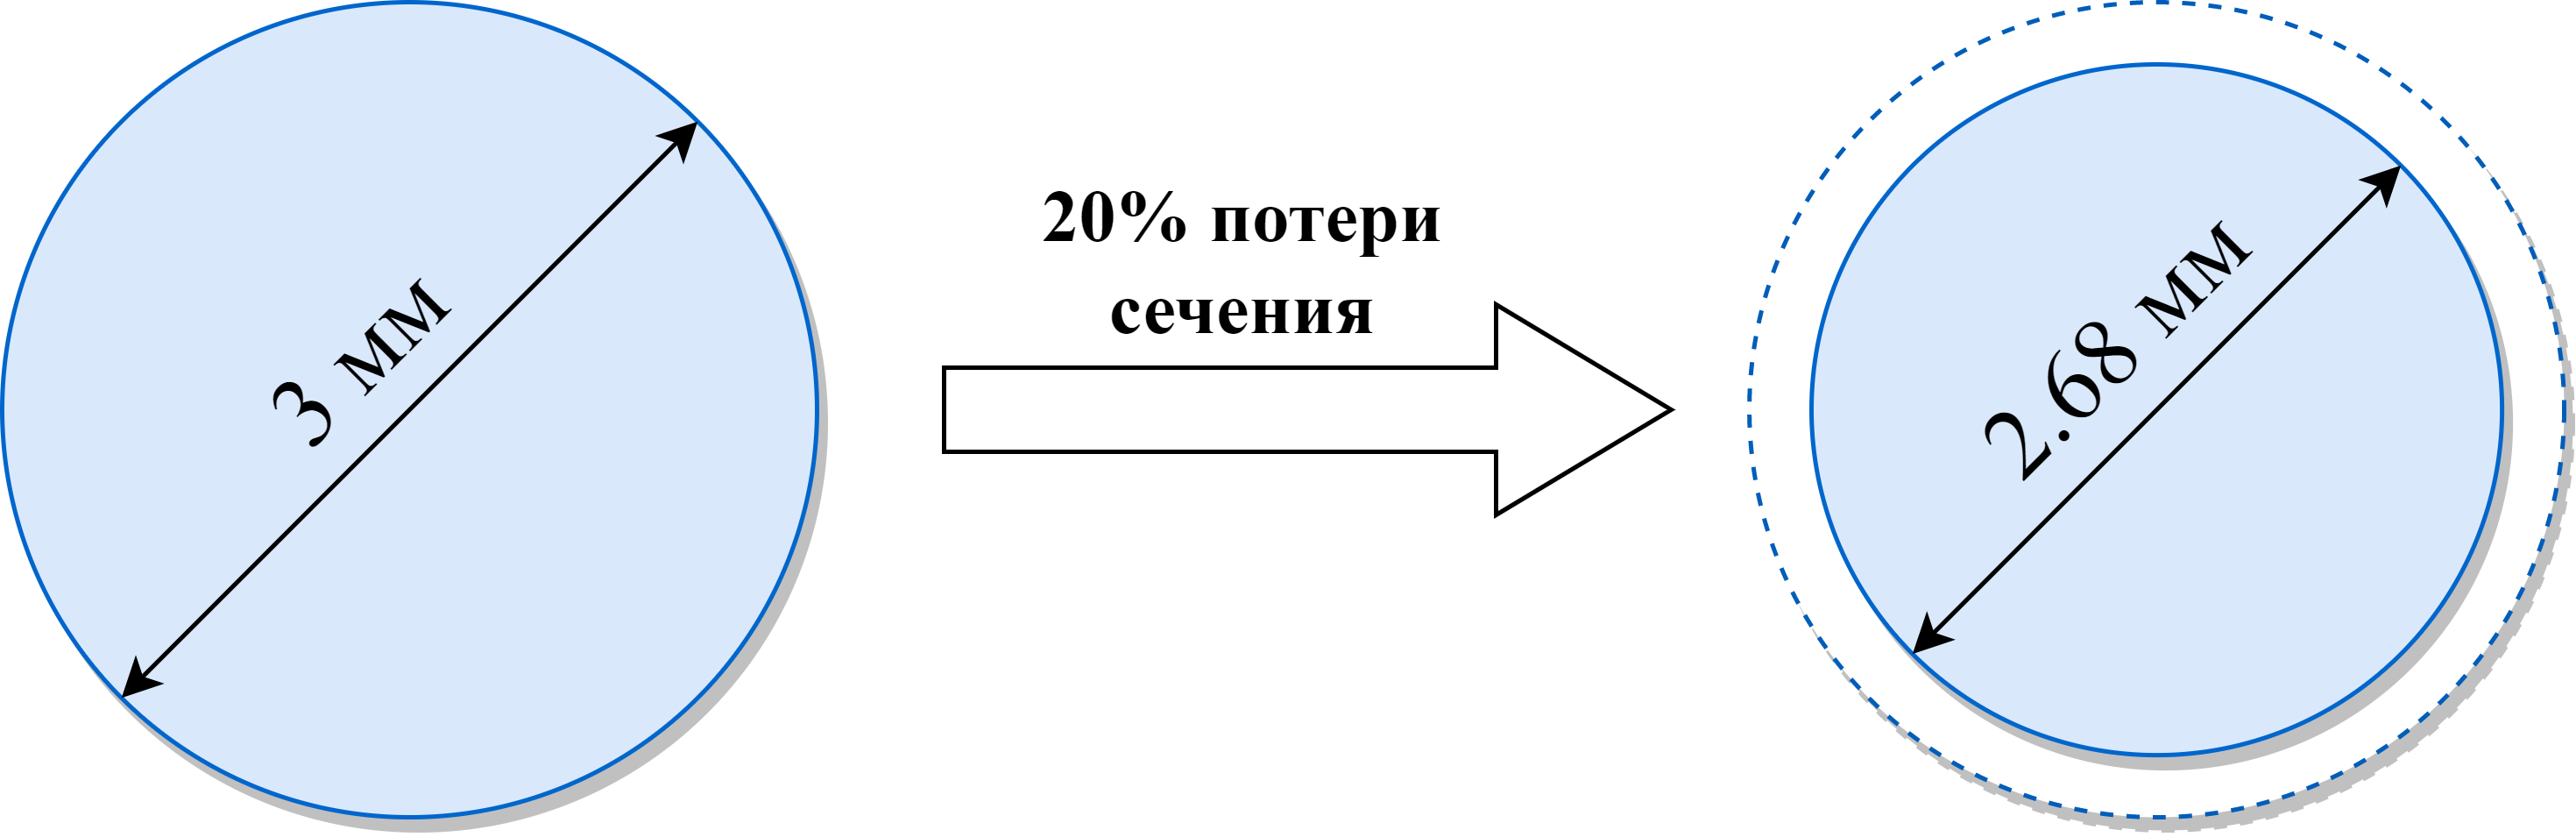 3 мм
20% потери
сечения
2.68 мм